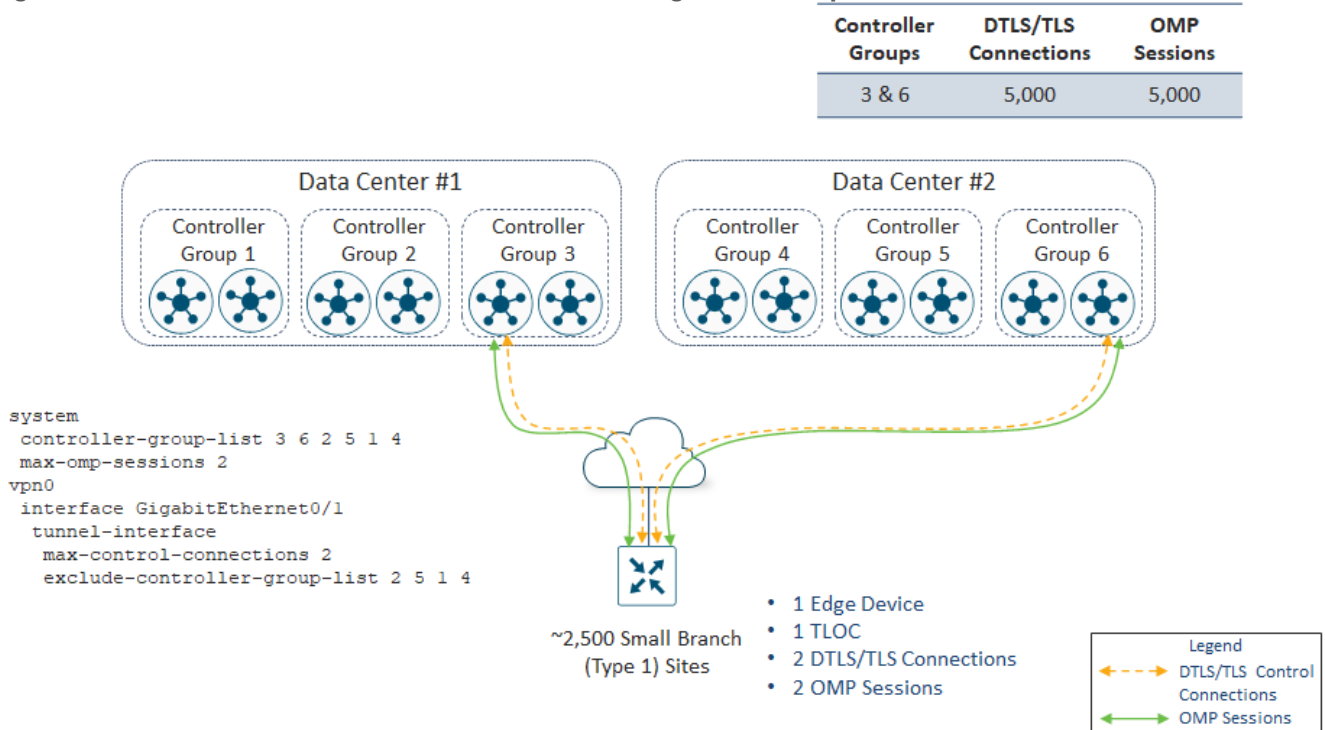 Controller Groups
DTLS/TLS Connections
OMP Sessions
3 & 6
5,000
5,000
Data Center #1
Controller
Group 1
Controller
Group 2
Controller
Group 3
Data Center #2
Controller
Group 4
Controller
Group 5
Controller
Group 6
system
controller-group-list 3 6 2 5 1 4
max-omp-sessions 2
vpn0
interface GigabitEthernet0/1
tunnel-interface
max-control-connections 2
exclude-controller-group-list 2 5 1 4
~2,500 Small Branch
(Type 1) Sites
• 1 Edge Device
• 1 TLOC
• 2 DTLS/TLS Connections
• 2 OMP Sessions
Legend
DTLS/TLS Control
Connections
OMP Sessions